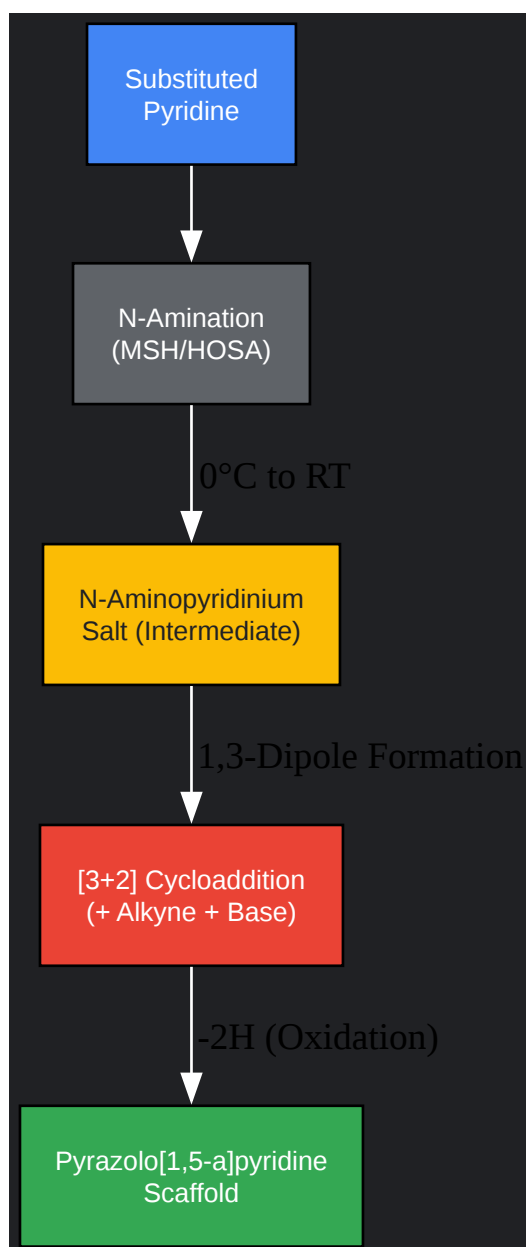 Substituted
Pyridine
N-Amination
(MSH/HOSA)
0°C to RT
N-Aminopyridinium
Salt (Intermediate)
1,3-Dipole Formation
[3+2] Cycloaddition
(+ Alkyne + Base)
-2H (Oxidation)
Pyrazolo[1,5-a]pyridine
Scaffold